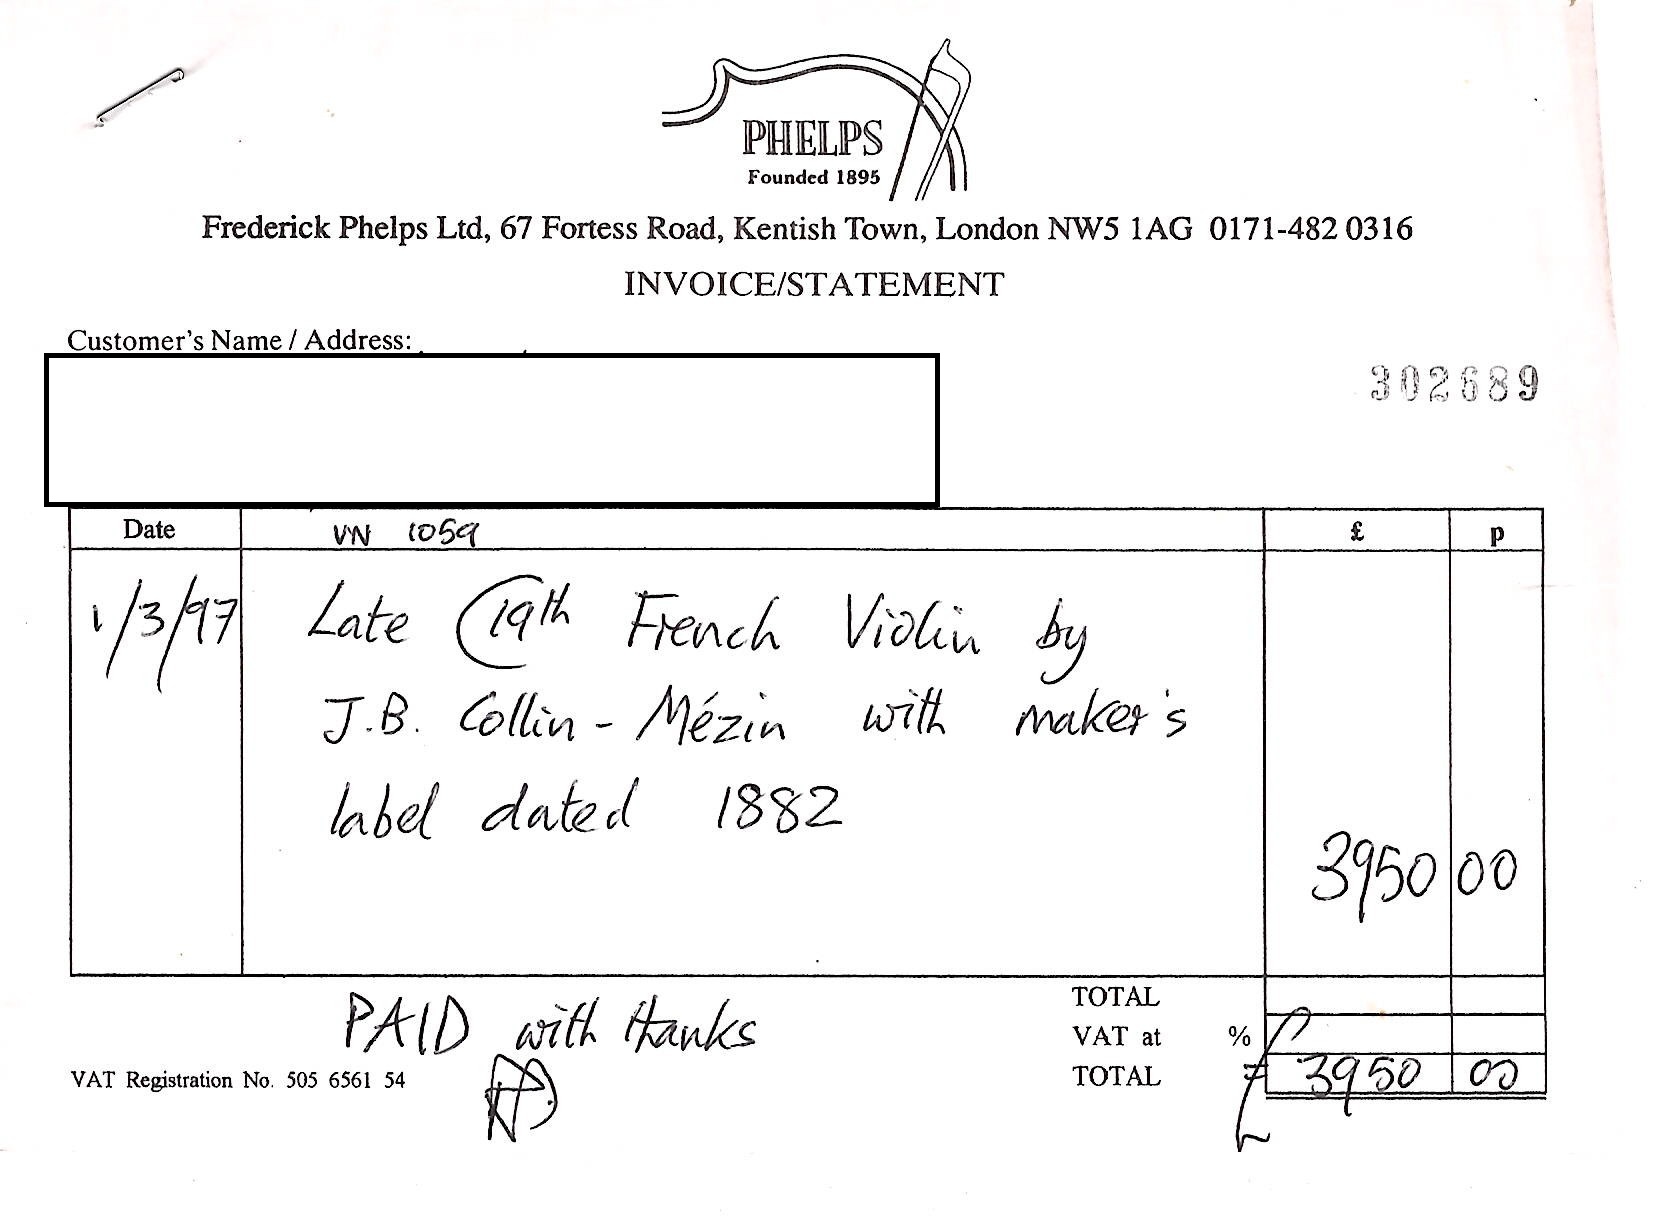 PHELPS
Founded 1895
Frederick Phelps Ltd, 67 Fortess Road, Kentish Town, London NW5 1AG 0171-482 0316
INVOICE/STATEMENT
Customer's Name / Address:
302689
Date VN 1059 £ p
1/3/97 Late C19th French Violin by
J.B. Collin-Mézin with maker's
label dated 1882
3950 00
PAID with thanks
TOTAL
VAT at %
VAT Registration No. 505 6561 54
TOTAL £ 3950 00